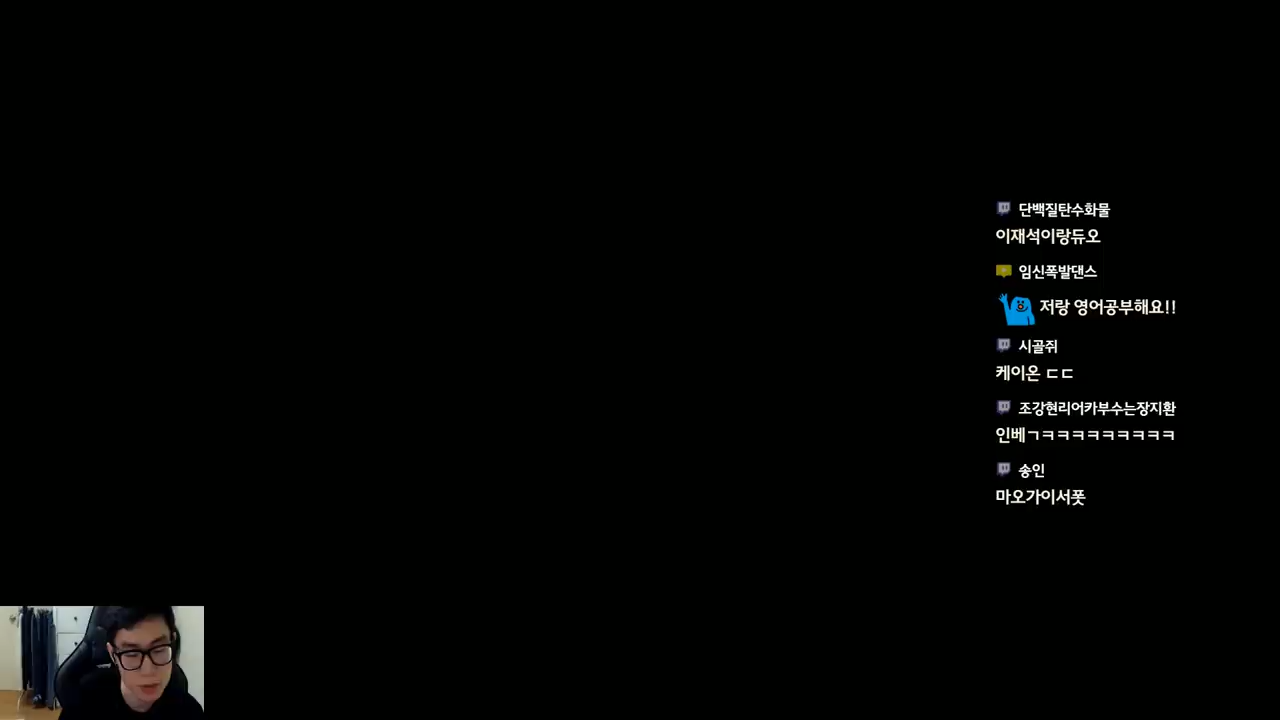 단백질탄수화물
이재석이랑듀오
임신폭발댄스
저랑 영어공부해요!!
시골쥐
케이온 ㄷㄷ
조강현리어카부수는장지환
인베ㄱㅋㅋㅋㅋㅋㅋㅋㅋㅋ
송인
마오가이서폿